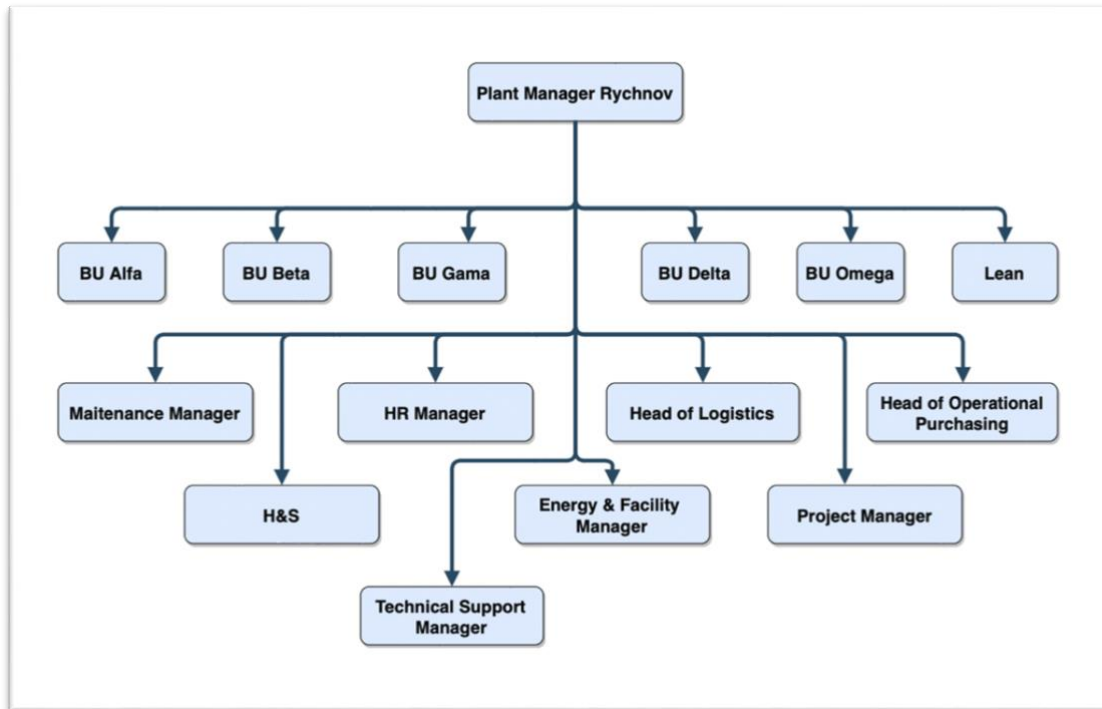 Plant Manager Rychnov
BU Alfa
BU Beta
BU Gama
BU Delta
BU Omega
Lean
Maitenance Manager
HR Manager
Head of Logistics
Head of Operational
Purchasing
H&S
Energy & Facility
Manager
Project Manager
Technical Support
Manager